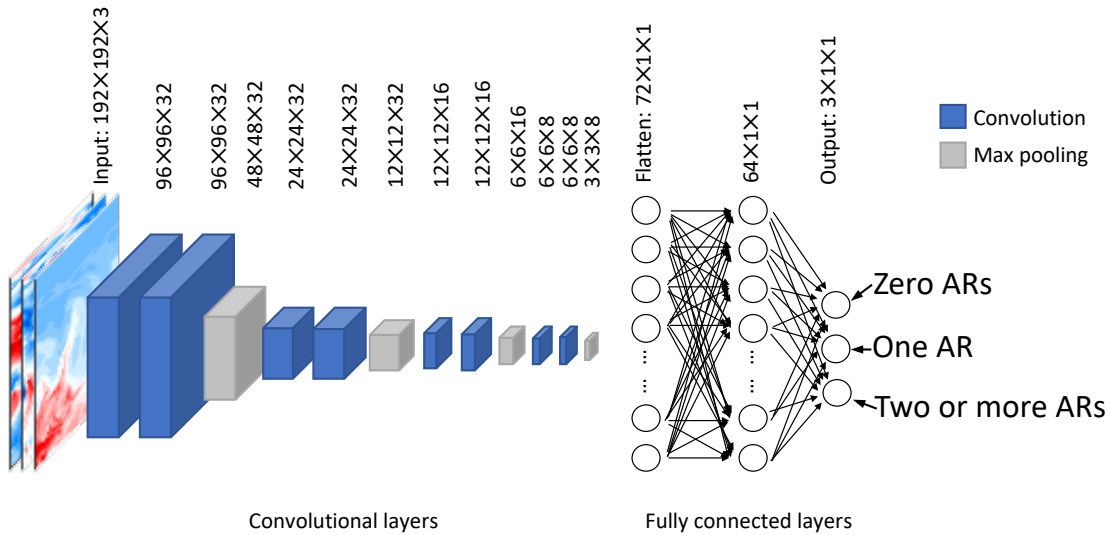 Input: 192×192×3
96×96×32
96×96×32
48×48×32
24×24×32
24×24×32
12×12×32
12×12×16
12×12×16
6×6×16
6×6×8
6×6×8
3×3×8
Flatten: 72×1×1
64×1×1
Output: 3×1×1
Convolution
Max pooling
Zero ARs
One AR
Two or more ARs
...
...
...
...
Convolutional layers
Fully connected layers